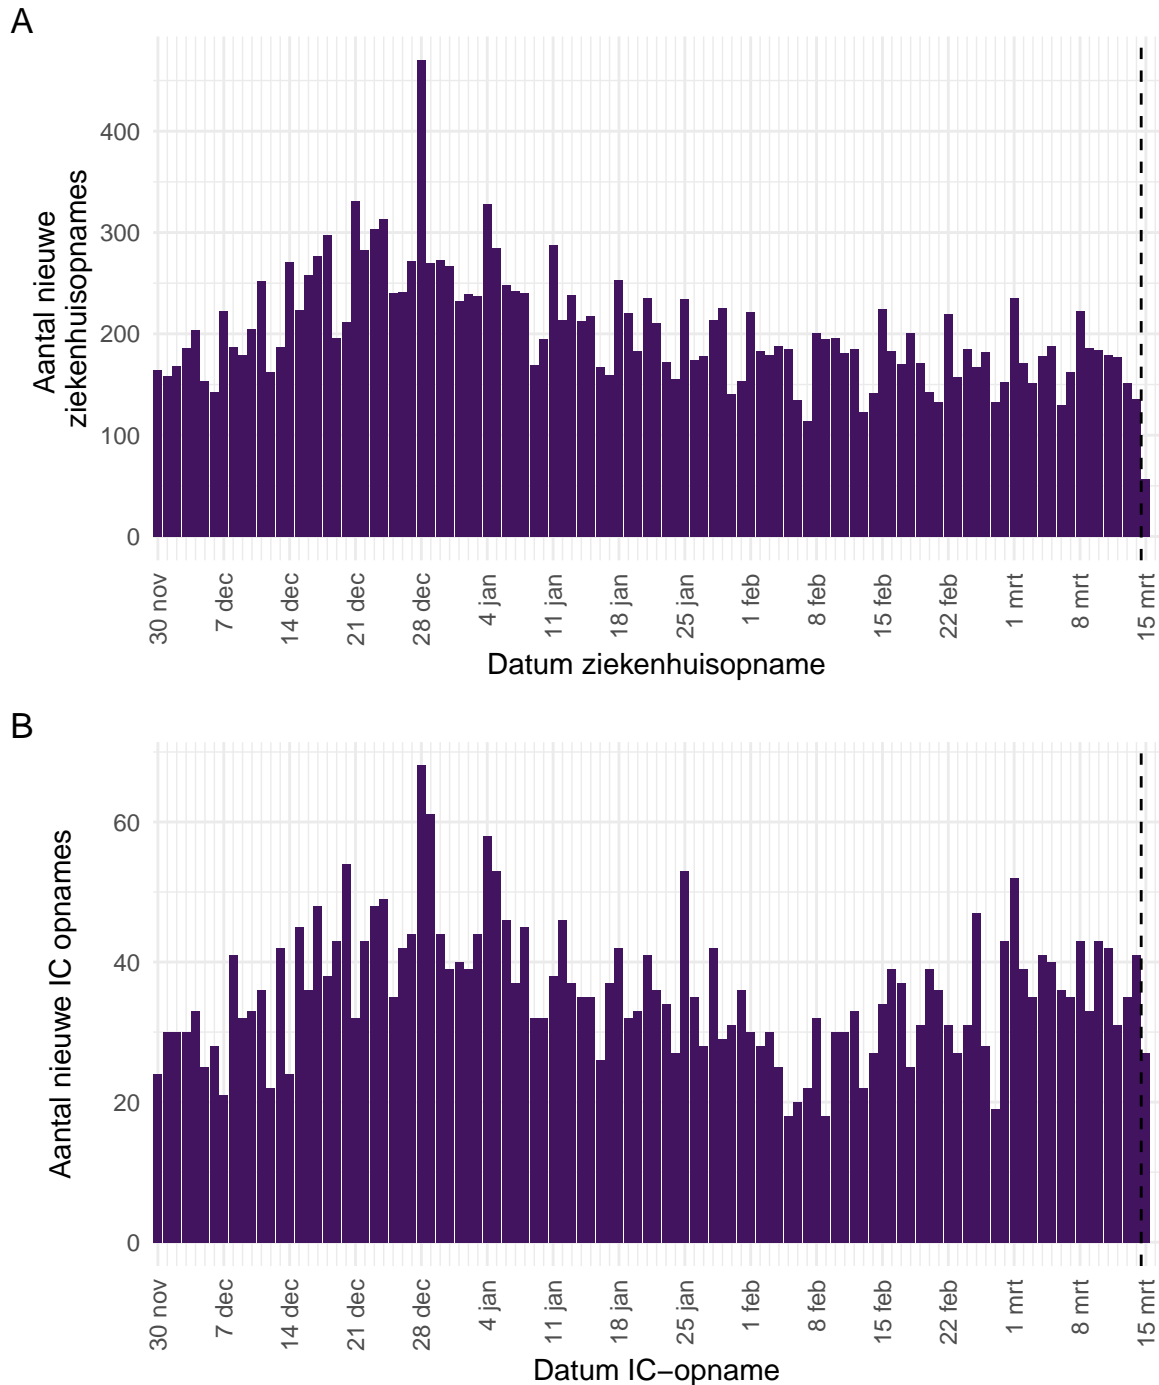 A
Aantal nieuwe
ziekenhuisopnames
400
300
200
100
0
30 nov
7 dec
14 dec
21 dec
28 dec
4 jan
11 jan
18 jan
25 jan
1 feb
8 feb
15 feb
22 feb
1 mrt
8 mrt
15 mrt
Datum ziekenhuisopname
B
Aantal nieuwe IC opnames
60
40
20
0
30 nov
7 dec
14 dec
21 dec
28 dec
4 jan
11 jan
18 jan
25 jan
1 feb
8 feb
15 feb
22 feb
1 mrt
8 mrt
15 mrt
Datum IC−opname